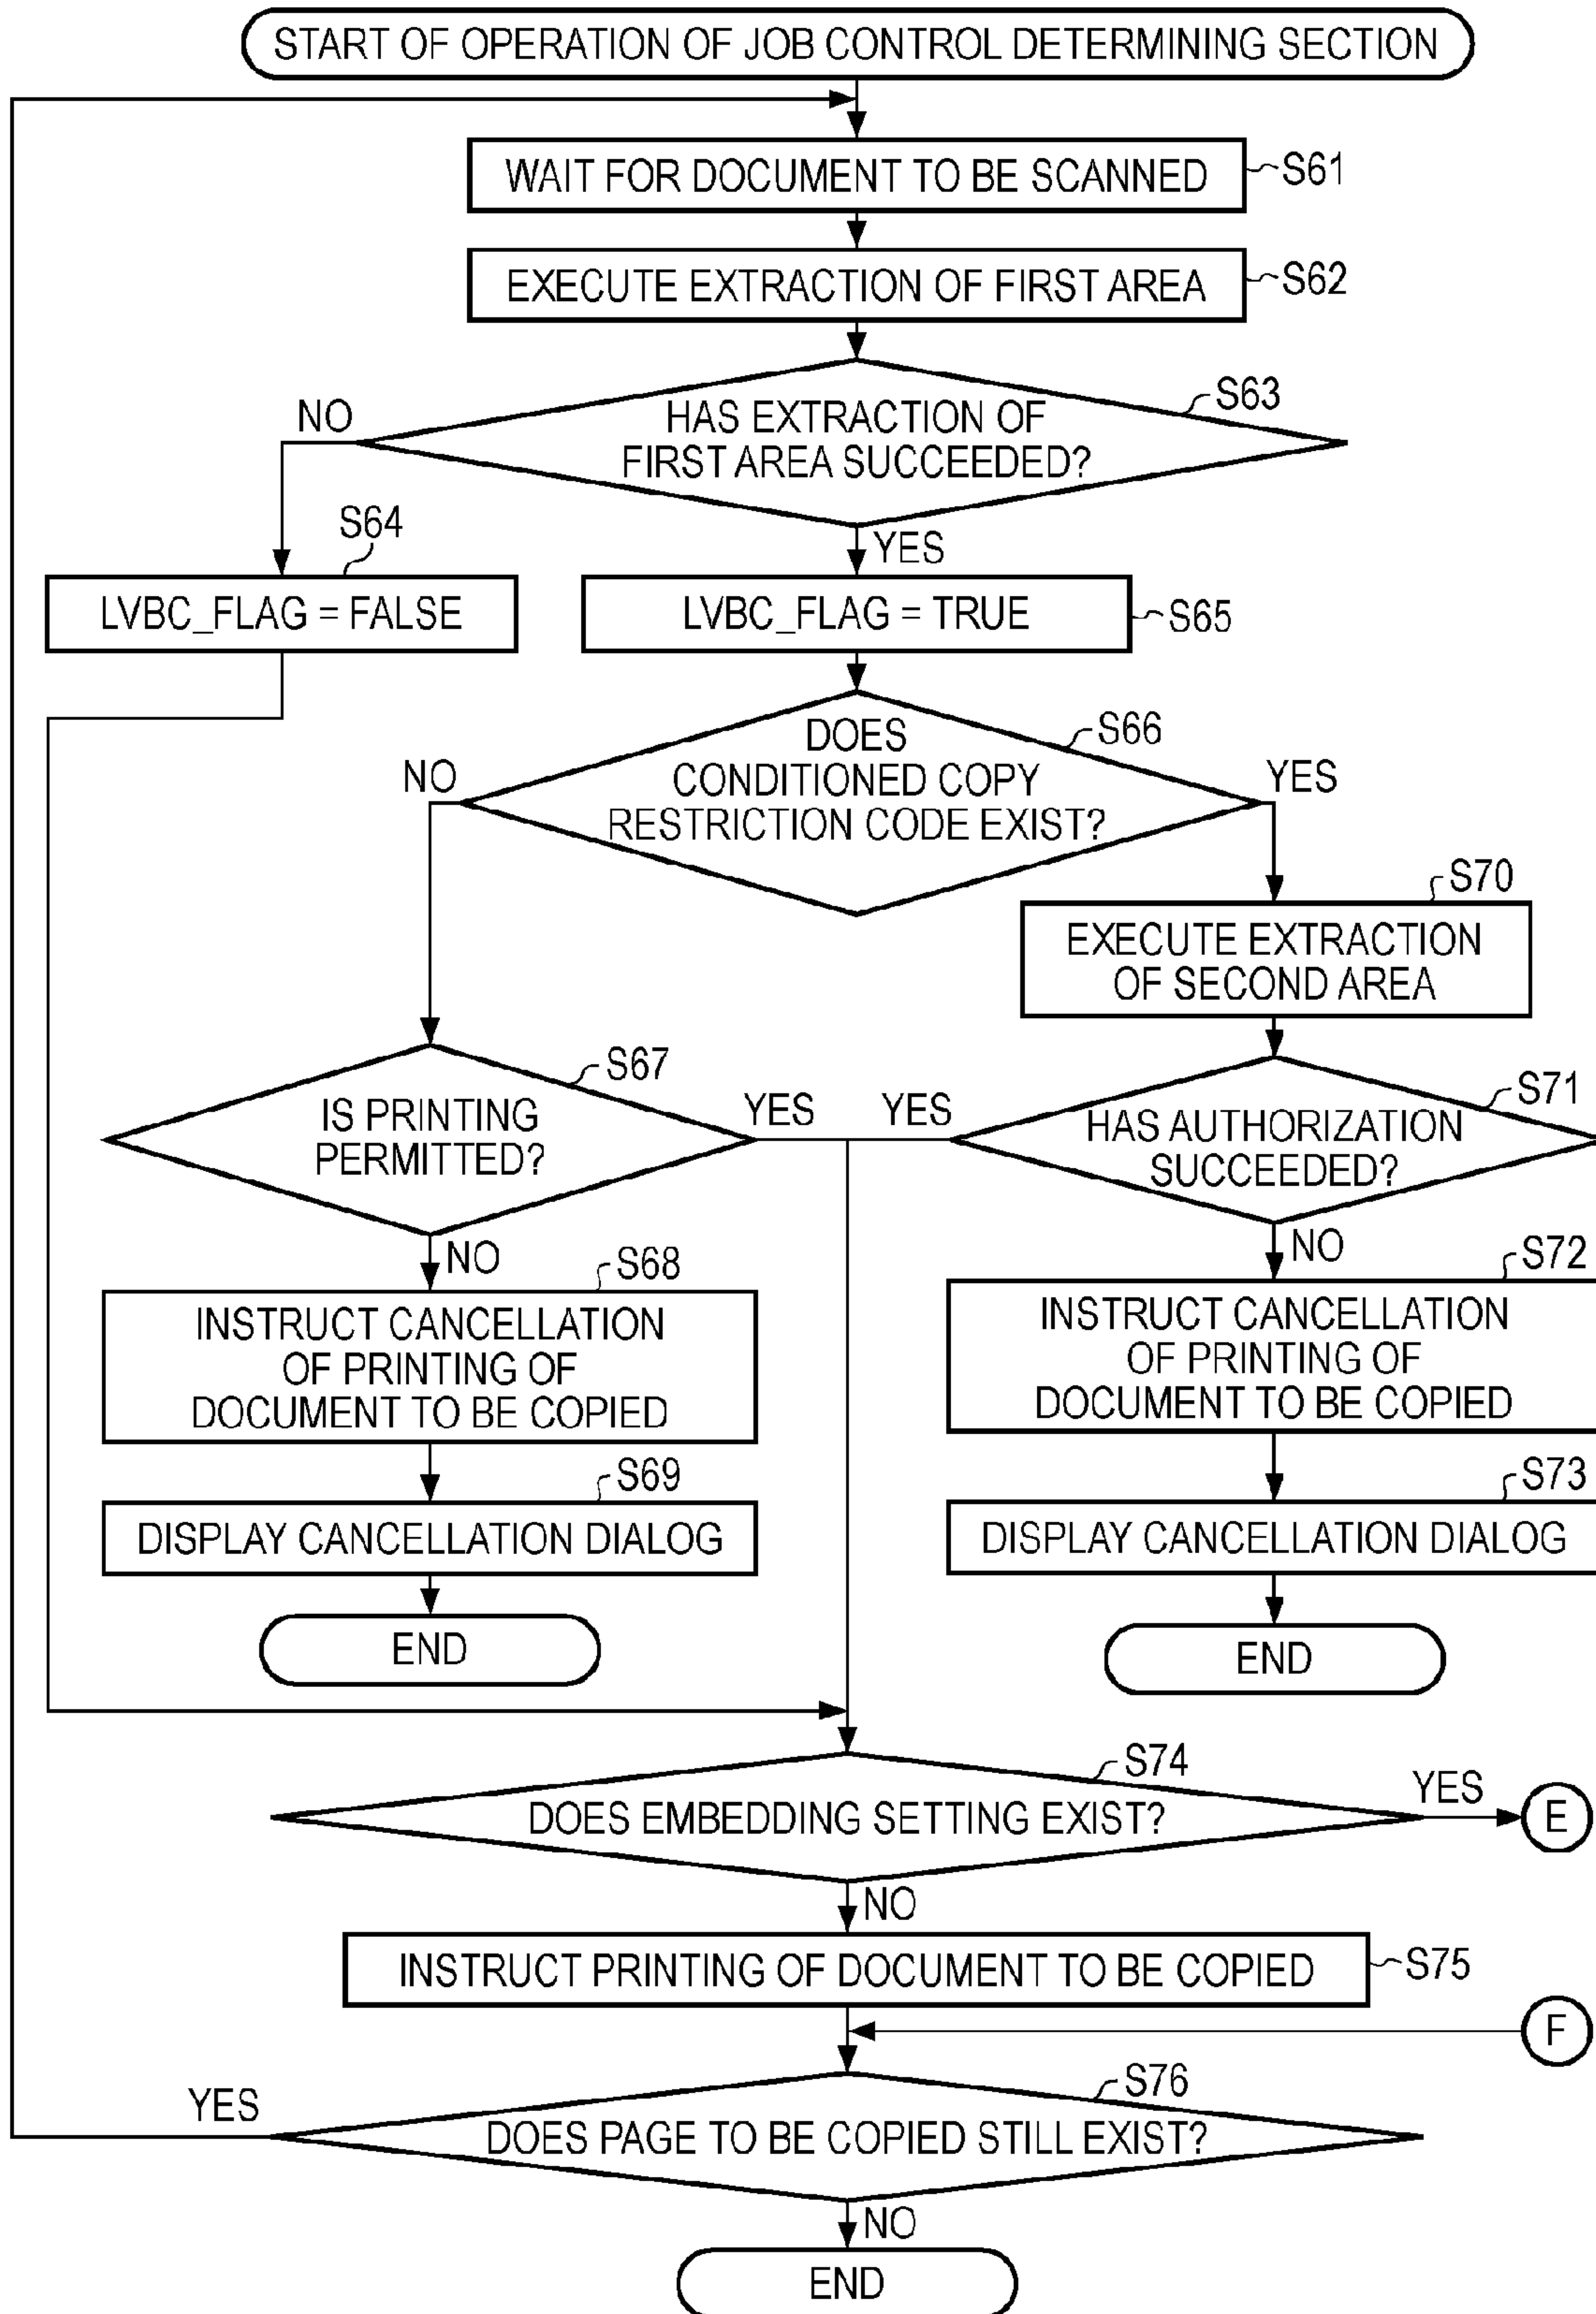 START OF OPERATION OF JOB CONTROL DETERMINING SECTION
WAIT FOR DOCUMENT TO BE SCANNED
S61
EXECUTE EXTRACTION OF FIRST AREA
S62
S63
HAS EXTRACTION OF
FIRST AREA SUCCEEDED?
NO
YES
S64
LVBC_FLAG = FALSE
LVBC_FLAG = TRUE
S65
S66
DOES
CONDITIONED COPY
RESTRICTION CODE EXIST?
NO
YES
S70
EXECUTE EXTRACTION
OF SECOND AREA
S67
IS PRINTING
PERMITTED?
YES
YES
S71
HAS AUTHORIZATION
SUCCEEDED?
NO
NO
S68
INSTRUCT CANCELLATION
OF PRINTING OF
DOCUMENT TO BE COPIED
S72
INSTRUCT CANCELLATION
OF PRINTING OF
DOCUMENT TO BE COPIED
S69
DISPLAY CANCELLATION DIALOG
S73
DISPLAY CANCELLATION DIALOG
END
END
S74
DOES EMBEDDING SETTING EXIST?
YES
E
NO
INSTRUCT PRINTING OF DOCUMENT TO BE COPIED
S75
F
S76
YES
DOES PAGE TO BE COPIED STILL EXIST?
NO
END